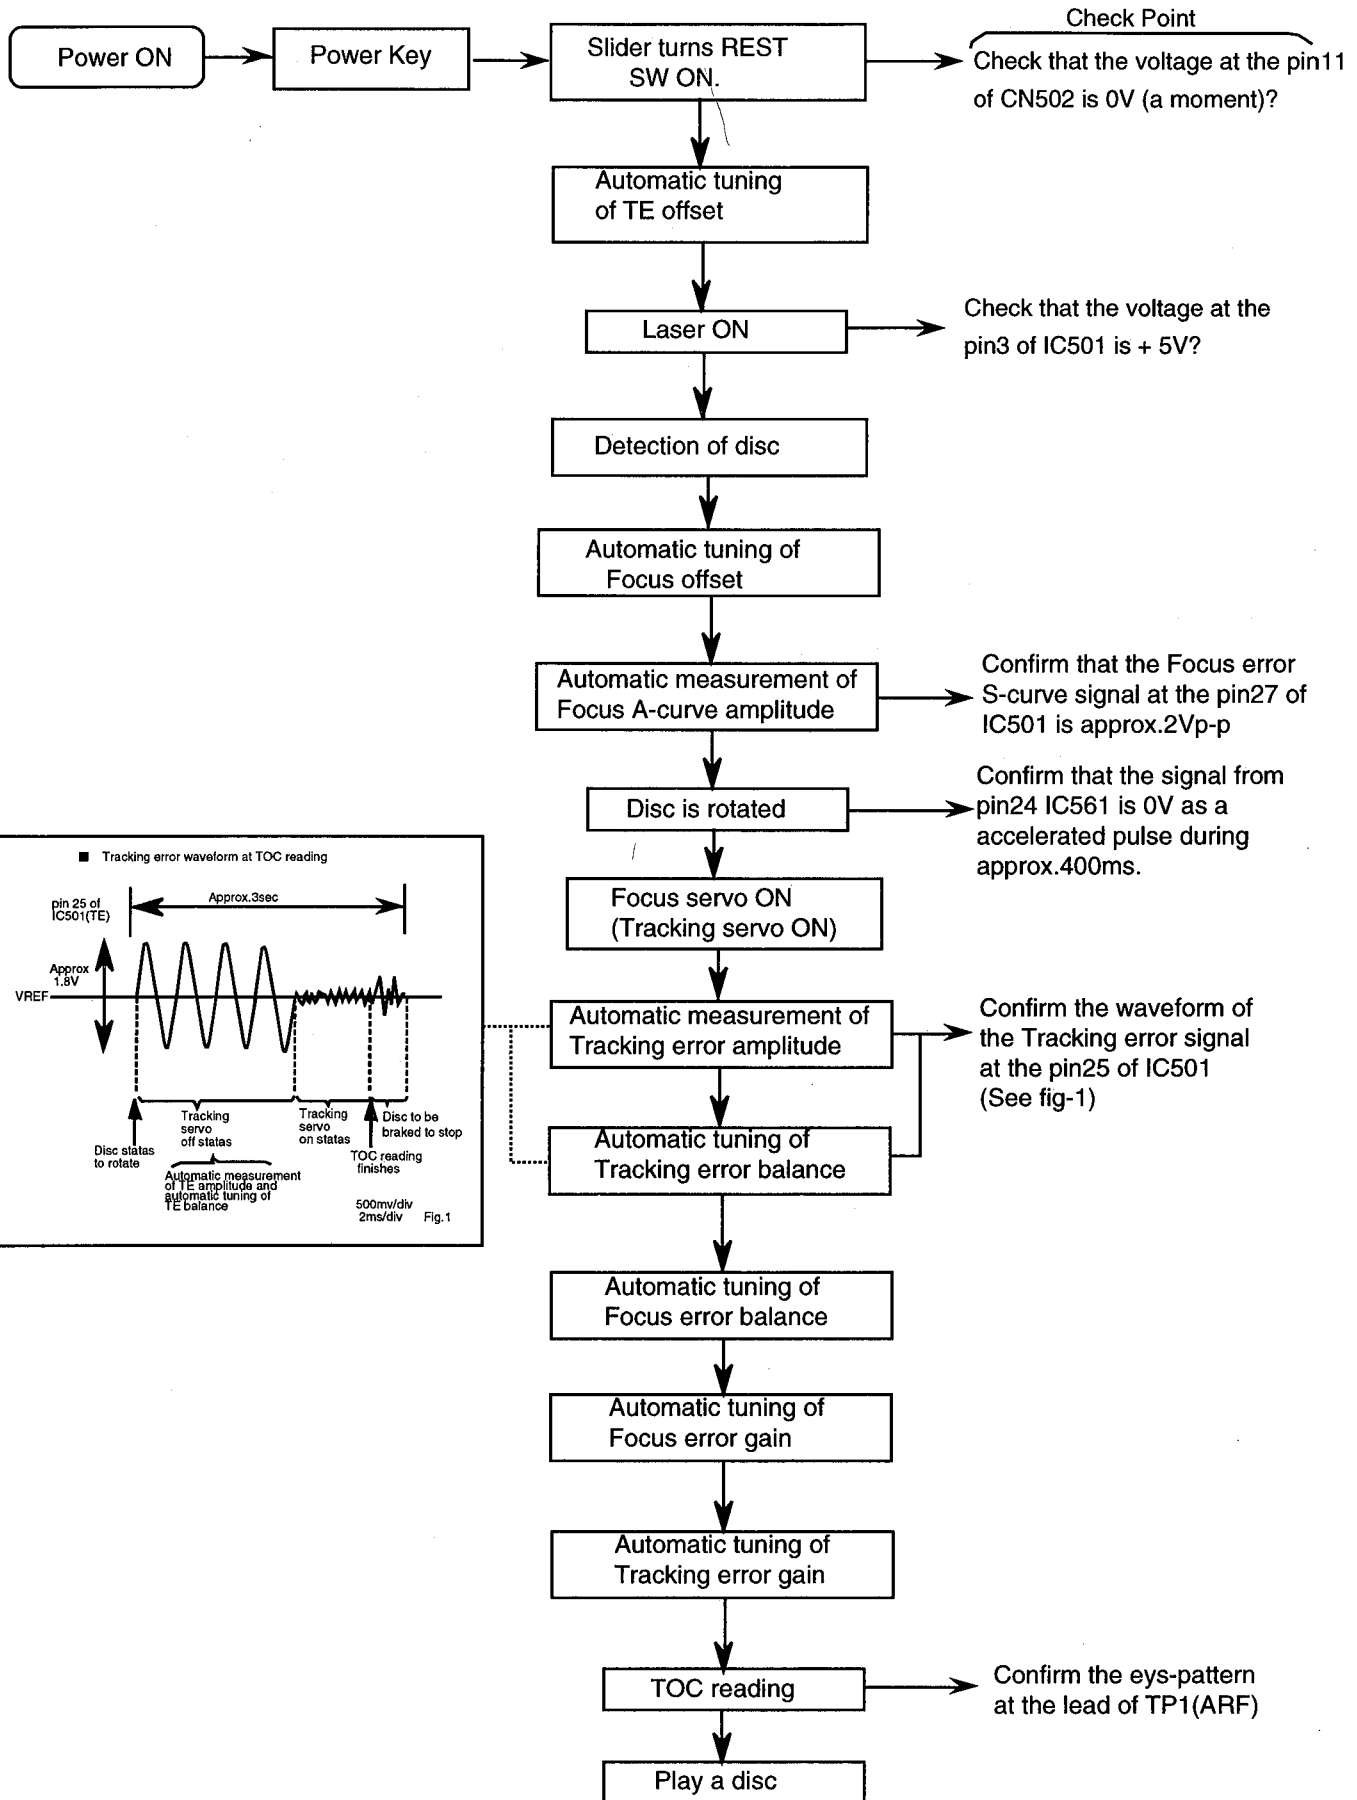 Check Point
Power ON
Power Key
Slider turns REST
SW ON.
Check that the voltage at the pin11
of CN502 is 0V (a moment)?
Automatic tuning
of TE offset
Laser ON
Check that the voltage at the
pin3 of IC501 is + 5V?
Detection of disc
Automatic tuning of
Focus offset
Automatic measurement of
Focus A-curve amplitude
Confirm that the Focus error
S-curve signal at the pin27 of
IC501 is approx.2Vp-p
Disc is rotated
Confirm that the signal from
pin24 IC561 is 0V as a
accelerated pulse during
approx.400ms.
Focus servo ON
(Tracking servo ON)
■ Tracking error waveform at TOC reading
pin 25 of
IC501(TE)
Approx.3sec
Approx
1.8V
VREF
Tracking
servo
off statas
Tracking
servo
on statas
Disc to be
braked to stop
Disc statas
to rotate
TOC reading
finishes
Automatic measurement
of TE amplitude and
automatic tuning of
TE balance
500mv/div
2ms/div
Fig.1
Automatic measurement of
Tracking error amplitude
Confirm the waveform of
the Tracking error signal
at the pin25 of IC501
(See fig-1)
Automatic tuning of
Tracking error balance
Automatic tuning of
Focus error balance
Automatic tuning of
Focus error gain
Automatic tuning of
Tracking error gain
TOC reading
Confirm the eys-pattern
at the lead of TP1(ARF)
Play a disc